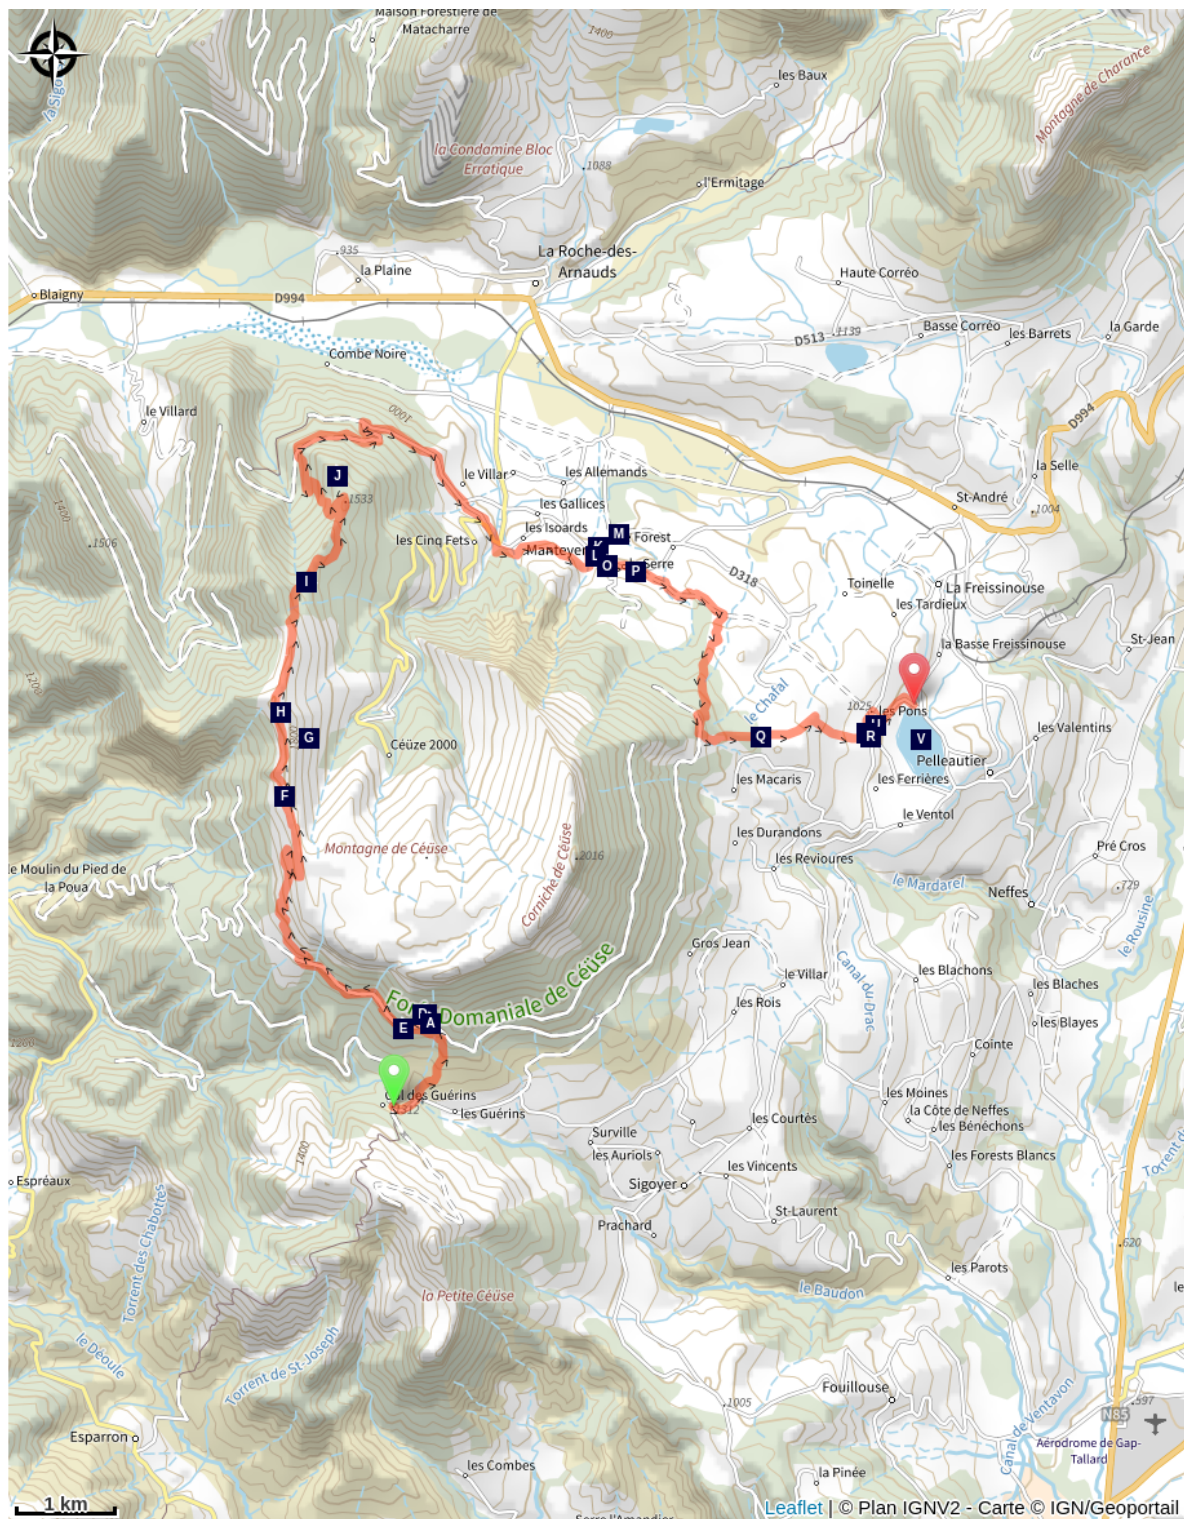 Maison Forestière de
Matacharre
1400
Montagne de Charance
les Baux
la Condamine Bloc
Erratique
1088
l'Ermitage
La Roche-des-
Arnauds
935
la Plaine
Haute Corréo
Blaigny
D994
D513
1139
Basse Corréo
les Barrets
la Garde
Combe Noire
le Villard
1000
D994
la Selle
J
1533
le Villar
les Allemands
St-André
1004
les Gallices
1400
1506
les Isoards
les Cinq Fets
M
Forest
L
O
P
Serre
D318
Toinelle
La Freissinouse
I
les Tardieux
la Basse Freissinouse
St-Jean
1200
le Chafal
1025
les Pons
H
G
Q
R
V
Céüze 2000
les Valentins
Pelleautier
les Macaris
les Ferrières
F
le Ventol
les Durandons
Montagne de Céüse
Corniche de Céüse
2016
les Revioures
Pré Cros
le Moulin du Pied de
la Poua
le Mardarel
729
Neffes
le Rousine
Gros Jean
Canal du Drac
le Villar
les Blachons
les Blaches
les Rois
Forêt Domaniale de Céüse
D
E
A
les Blayes
1260
Cointe
Col des Guérins
1312
les Guérins
les Moines
la Côte de Neffes
les Courtés
les Bénéchons
Surville
les Auriols
1400
les Vincents
les Forests Blancs
Espréaux
Sigoyer
Torrent des Chabottes
St-Laurent
Prachard
620
les Parots
la Petite Céüse
le Baudon
le Déoule
Torrent de St-Joseph
Fouillouse
1005
Canal de Ventavon
N85
597
Esparron
Aérodrome de Gap-
Tallard
les Combes
la Pinée
1 km
Serre l'Amandier
Leaflet | © Plan IGNV2 - Carte © IGN/Geoportail